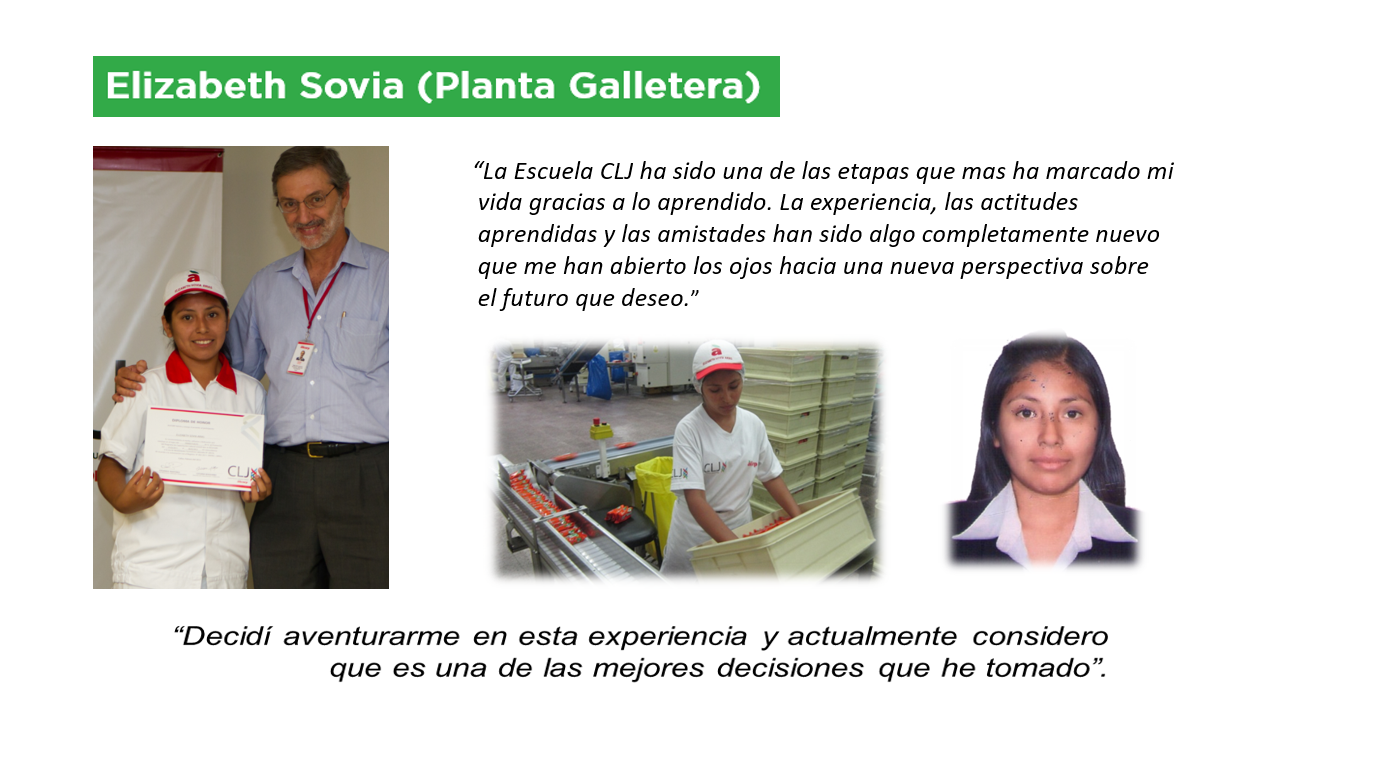 Elizabeth Sovia (Planta Galletera)
“La Escuela CLJ ha sido una de las etapas que mas ha marcado mi
vida gracias a lo aprendido. La experiencia, las actitudes
aprendidas y las amistades han sido algo completamente nuevo
que me han abierto los ojos hacia una nueva perspectiva sobre
el futuro que deseo.”
CLJ
CLJ
“Decidí aventurarme en esta experiencia y actualmente considero
que es una de las mejores decisiones que he tomado”.